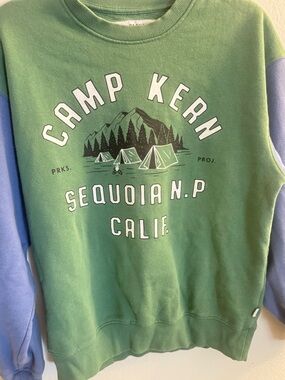 CAMP KERN
PRKS. PROJ.
SEQUOIA N.P
CALIF.